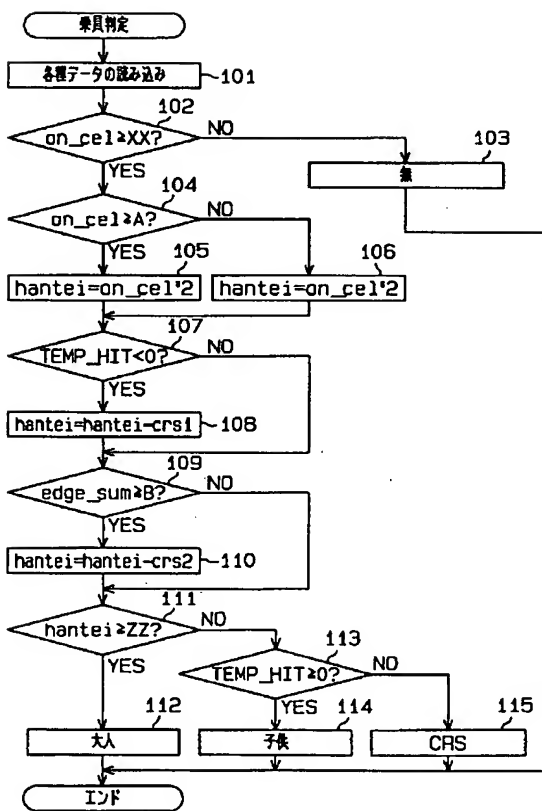 乗員判定
各種データの読み込み 101
102
on_cel≧XX? NO
YES
103
無
104
on_cel≧A? NO
YES
105
hantei=on_cel*2
106
hantei=on_cel*2
107
TEMP_HIT<0? NO
YES
hantei=hantei-crs1 108
109
edge_sum≧B? NO
YES
hantei=hantei-crs2 110
111
hantei≧ZZ? NO
YES
113
TEMP_HIT≧0? NO
YES
112
大人
114
子供
115
CRS
エンド